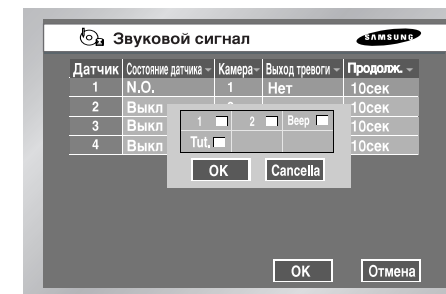 Звуковой сигнал SAMSUNG
Датчик Состояние датчика Камера Выход тревоги Продолж.
1 N.O. 1 Нет 10сек
2 Выкл 10сек
3 Выкл 10сек
4 Выкл 10сек
1 2 Beep
Tut,
OK Cancella
OK Отмена